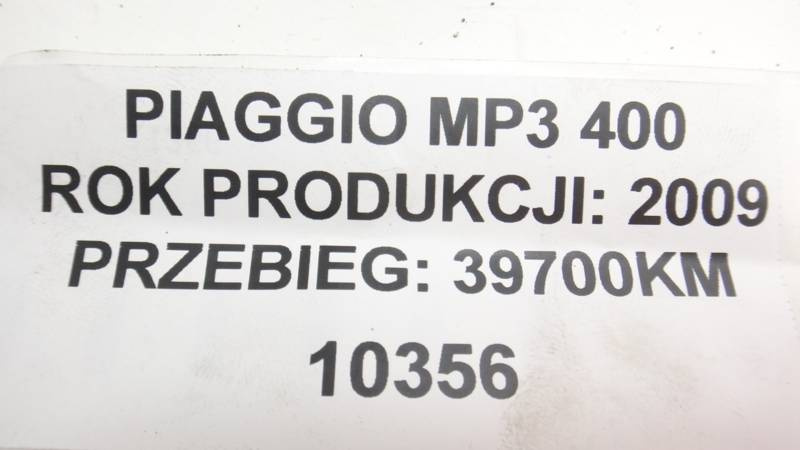 PIAGGIO MP3 400
ROK PRODUKCJI: 2009
PRZEBIEG: 39700KM
10356